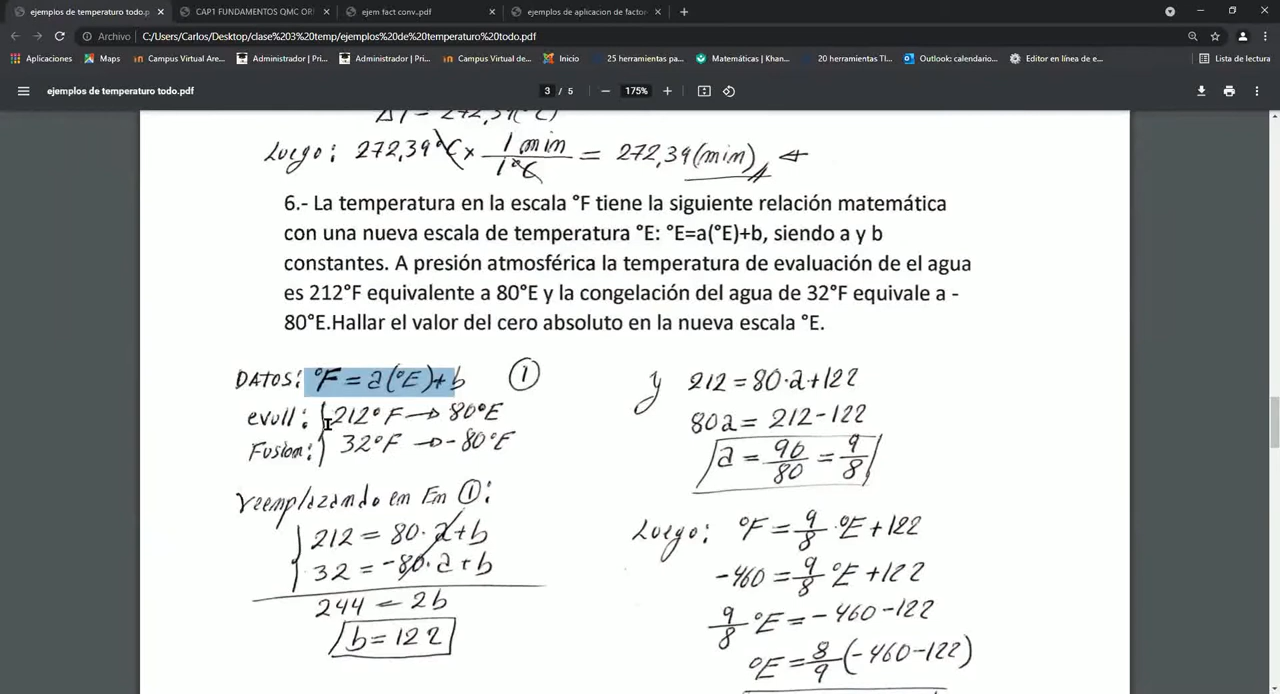 ejemplos de temperaturo todo.p
CAP1 FUNDAMENTOS QMC OR
ejem fact conv..pdf
ejemplos de aplicacion de factor
Archivo
C:/Users/Carlos/Desktop/clase%203%20temp/ejemplos%20de%20temperaturo%20todo.pdf
Aplicaciones
Maps
Campus Virtual Are...
Administrador | Pri...
Administrador | Pri...
Campus Virtual de...
Inicio
25 herramientas pa...
Matemáticas | Khan...
20 herramientas TI...
Outlook: calendario...
Editor en línea de e...
Lista de lectura
ejemplos de temperaturo todo.pdf
3 / 5
175%
ΔT = 272,39(°C)
Luego: 272,39°C x 1 min / 1°C = 272,39(min)
6.- La temperatura en la escala °F tiene la siguiente relación matemática
con una nueva escala de temperatura °E: °E=a(°E)+b, siendo a y b
constantes. A presión atmosférica la temperatura de evaluación de el agua
es 212°F equivalente a 80°E y la congelación del agua de 32°F equivale a -
80°E.Hallar el valor del cero absoluto en la nueva escala °E.
DATOS: °F = a(°E)+b ①
evull: 212°F → 80°E
Fusion: 32°F → -80°E
reemplazando en Em ①:
212 = 80·a+b
32 = -80·a+b
244 = 2b
b = 122
y 212 = 80·a+122
80a = 212-122
a = 90/80 = 9/8
Luego: °F = 9/8 ·°E+122
-460 = 9/8 °E+122
9/8 °E = -460-122
°E = 8/9 (-460-122)